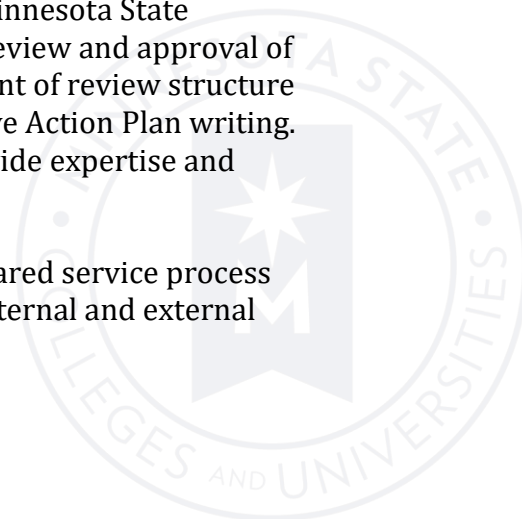 innesota State
eview and approval of
nt of review structure
ve Action Plan writing.
ide expertise and
ared service process
ternal and external
MINNESOTA STATE
COLLEGES AND UNIVERSITIES
M